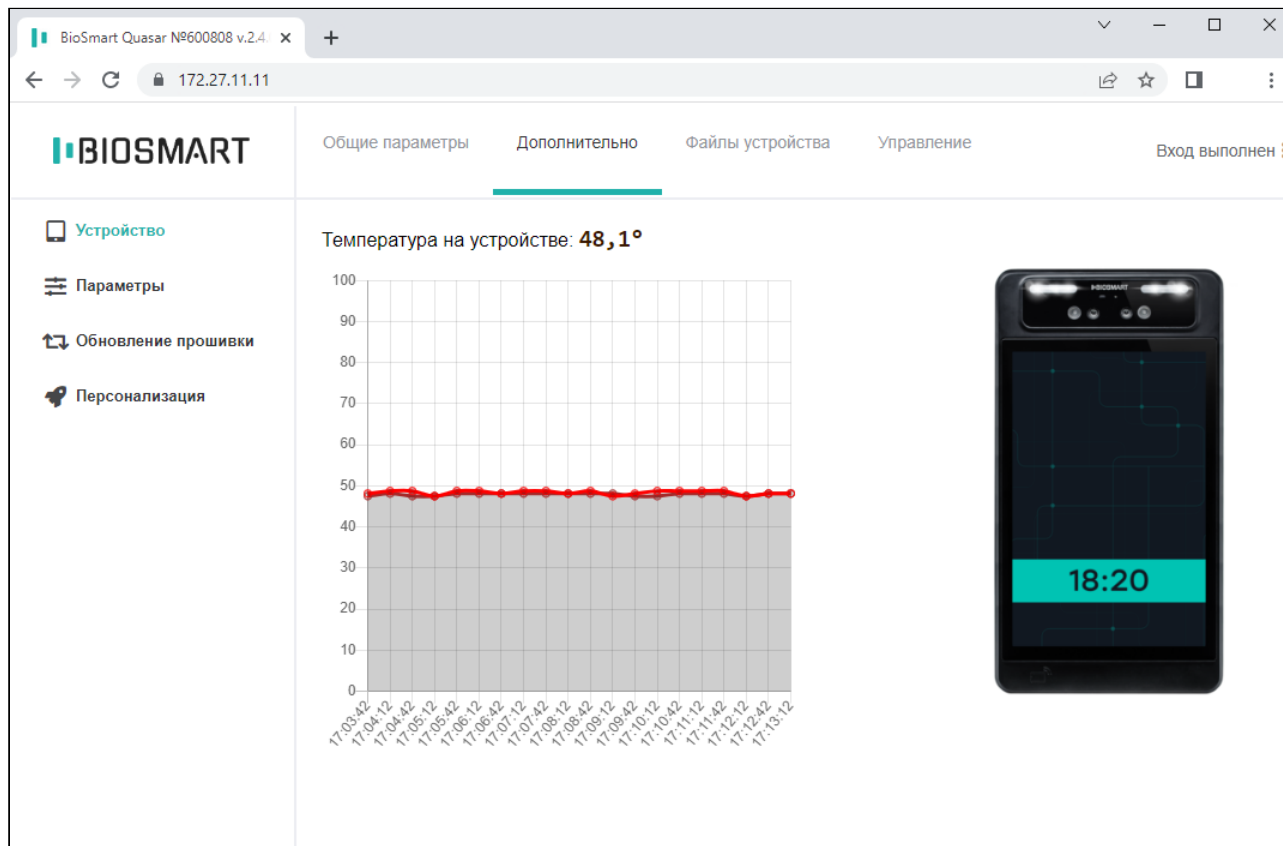 BioSmart Quasar №600808 v.2.4.
172.27.11.11
BIOSMART
Общие параметры
Дополнительно
Файлы устройства
Управление
Вход выполнен
Устройство
Параметры
Обновление прошивки
Персонализация
Температура на устройстве: 48,1°
100
90
80
70
60
50
40
30
20
10
0
17:03:42
17:04:12
17:04:42
17:05:12
17:05:42
17:06:12
17:06:42
17:07:12
17:07:42
17:08:12
17:08:42
17:09:12
17:09:42
17:10:12
17:10:42
17:11:12
17:11:42
17:12:12
17:12:42
17:13:12
BIOSMART
18:20